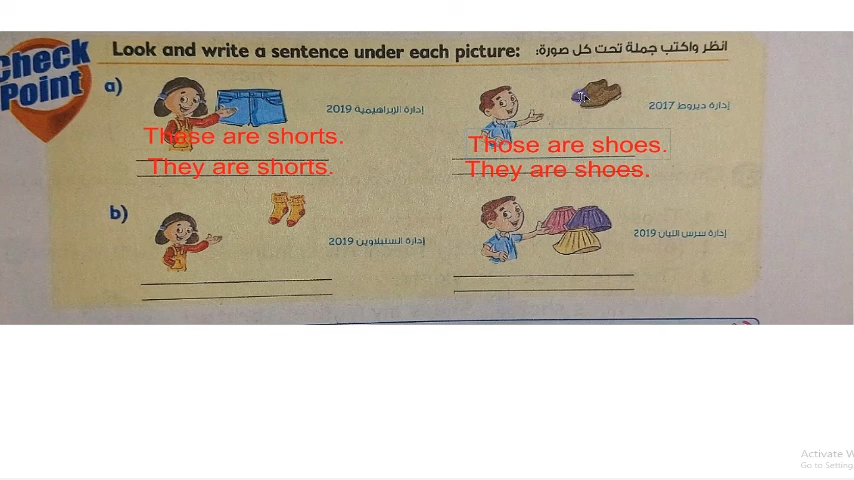 Check Point
Look and write a sentence under each picture:
انظر واكتب جملة تحت كل صورة:
a)
إدارة الإبراهيمية 2019
These are shorts.
They are shorts.
إدارة ديروط 2017
Those are shoes.
They are shoes.
b)
إدارة السنبلاوين 2019
إدارة سرس الليان 2019
Activate W
Go to Setting